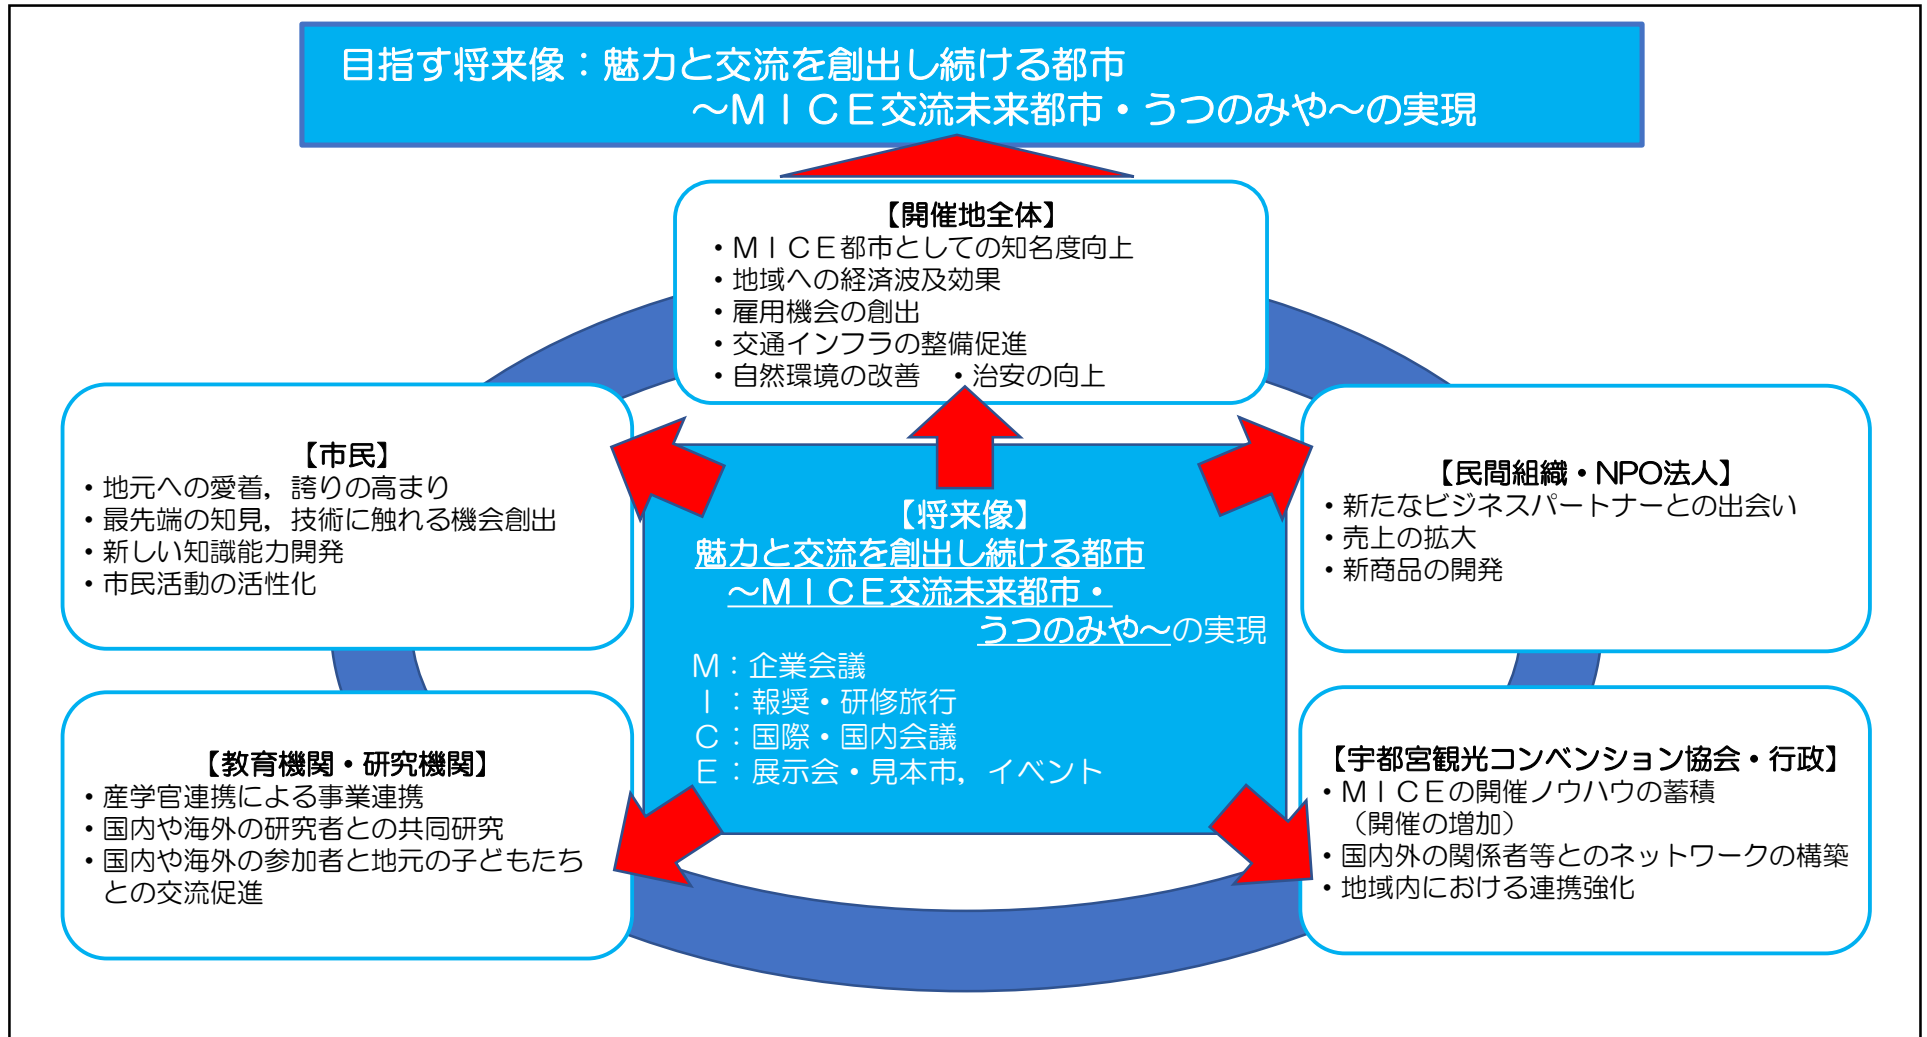 目指す将来像：魅力と交流を創出し続ける都市
～ＭＩＣＥ交流未来都市・うつのみや～の実現
【開催地全体】
・ＭＩＣＥ都市としての知名度向上
・地域への経済波及効果
・雇用機会の創出
・交通インフラの整備促進
・自然環境の改善　・治安の向上
【市民】
・地元への愛着，誇りの高まり
・最先端の知見，技術に触れる機会創出
・新しい知識能力開発
・市民活動の活性化
【将来像】
魅力と交流を創出し続ける都市
～ＭＩＣＥ交流未来都市・
うつのみや～の実現
Ｍ：企業会議
Ｉ：報奨・研修旅行
Ｃ：国際・国内会議
Ｅ：展示会・見本市，イベント
【民間組織・NPO法人】
・新たなビジネスパートナーとの出会い
・売上の拡大
・新商品の開発
【教育機関・研究機関】
・産学官連携による事業連携
・国内や海外の研究者との共同研究
・国内や海外の参加者と地元の子どもたち
との交流促進
【宇都宮観光コンベンション協会・行政】
・ＭＩＣＥの開催ノウハウの蓄積
（開催の増加）
・国内外の関係者等とのネットワークの構築
・地域内における連携強化